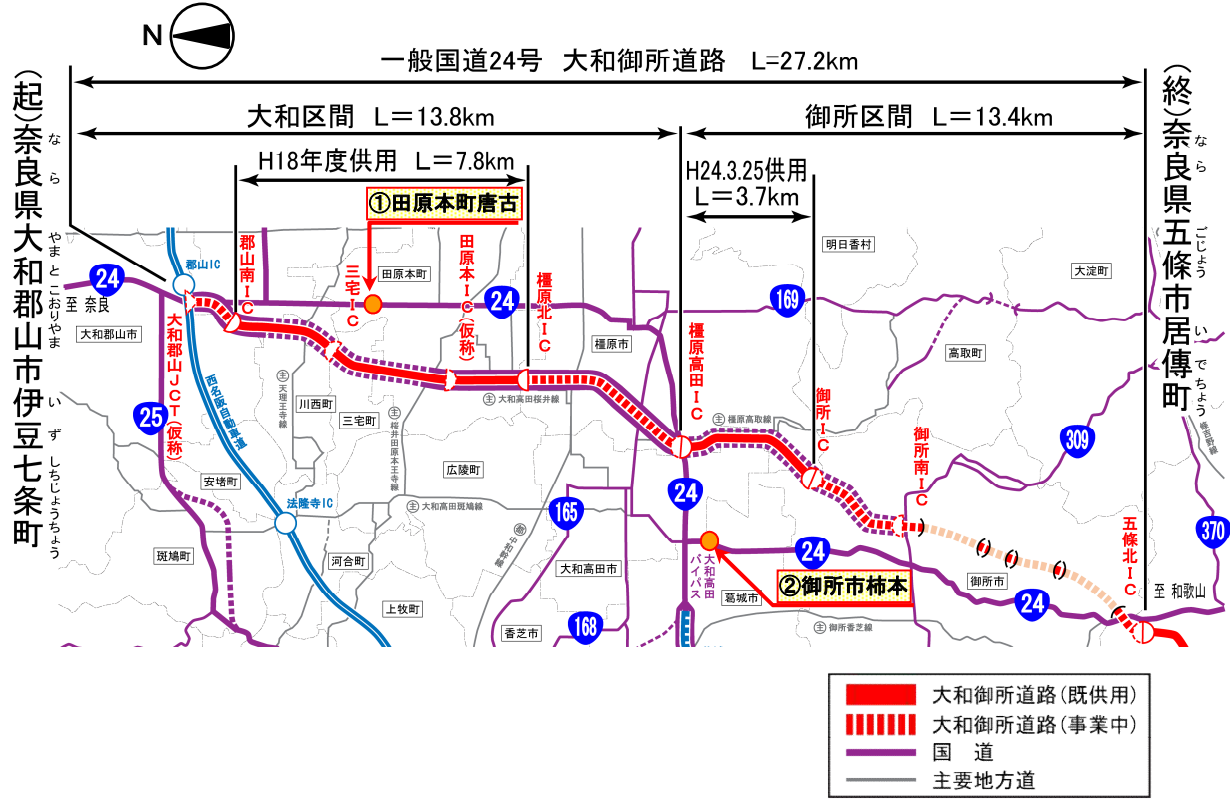 N
一般国道24号 大和御所道路 L=27.2km
大和区間 L=13.8km
御所区間 L=13.4km
H18年度供用 L=7.8km
H24.3.25供用
L=3.7km
(起)奈良県大和郡山市伊豆七条町
なら
やまとこおりやま
いずしちじょうちょう
(終)奈良県五條市居傳町
なら
ごじょう
いでちょう
①田原本町唐古
郡山IC
郡山南IC
三宅IC
田原本町
田原本IC(仮称)
橿原北IC
24
24
至 奈良
大和郡山市
大和郡山JCT(仮称)
西名阪自動車道
25
主 天理王寺線
川西町
三宅町
主 桜井田原本王寺線
主 大和高田桜井線
橿原市
橿原高田IC
169
明日香村
大淀町
高取町
主 橿原高取線
御所IC
御所南IC
309
五條北IC
370
至 和歌山
安堵町
斑鳩町
法隆寺IC
河合町
上牧町
広陵町
主 大和高田斑鳩線
165
大和高田市
香芝市
168
24
大和高田
バイパス
葛城市
②御所市柿本
24
御所市
24
主 御所香芝線
大和御所道路(既供用)
大和御所道路(事業中)
国 道
主要地方道